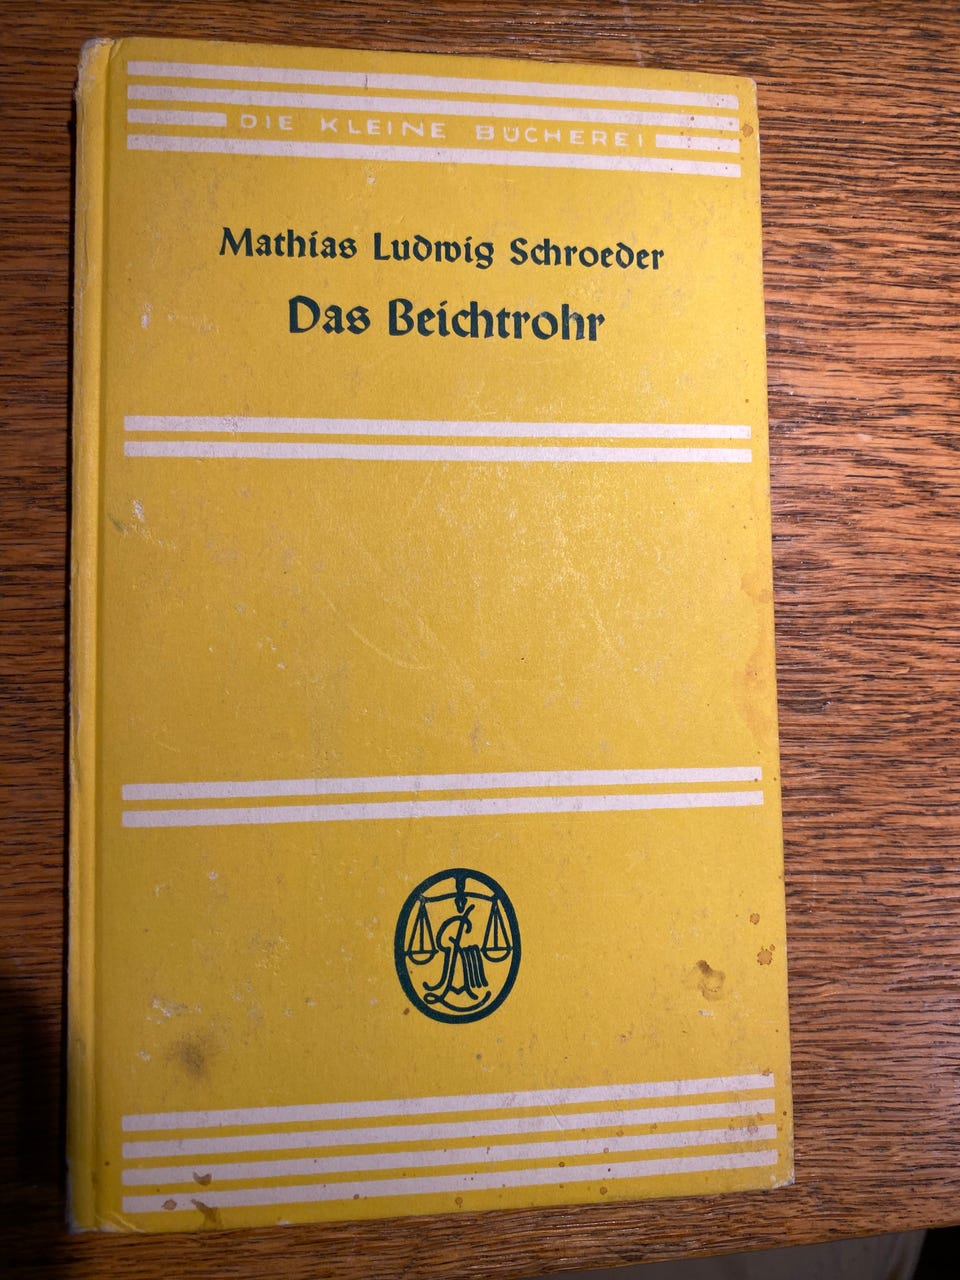 DIE KLEINE BÜCHEREI
Mathias Ludwig Schroeder
Das Beichtrohr